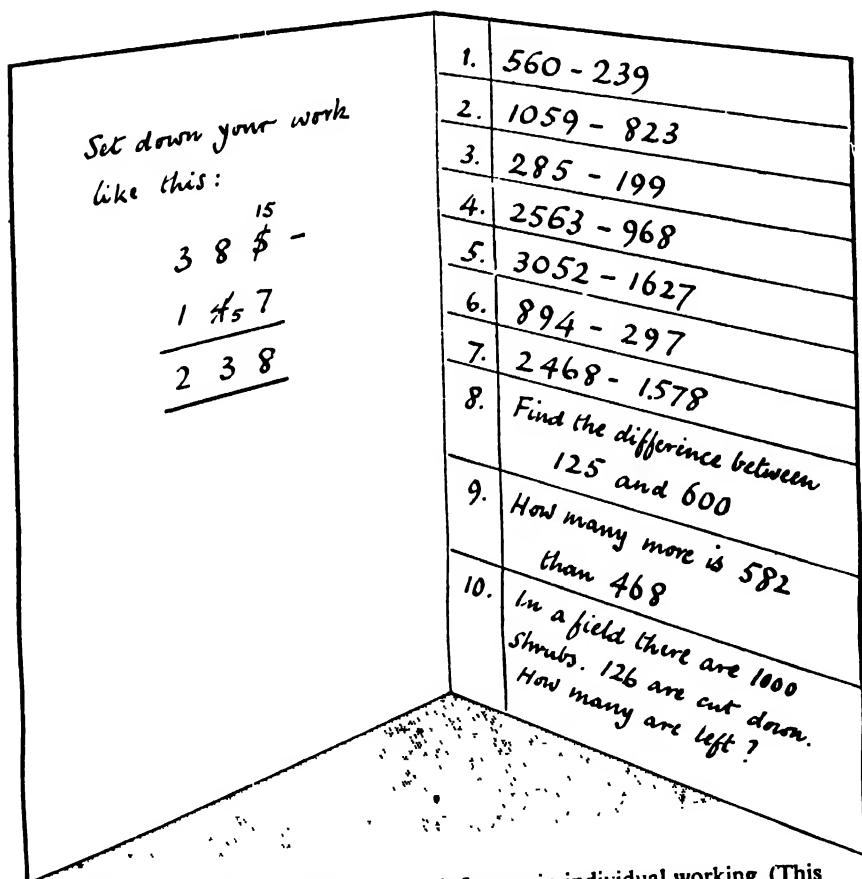 Set down your work
like this:
15
3 8 5 -
1 4 5 7
2 3 8
1. 560 - 239
2. 1059 - 823
3. 285 - 199
4. 2563 - 968
5. 3052 - 1627
6. 894 - 297
7. 2468 - 1578
8. Find the difference between
125 and 600
9. How many more is 582
than 468
10. In a field there are 1000
shrubs. 126 are cut down.
How many are left?
individual working. (This